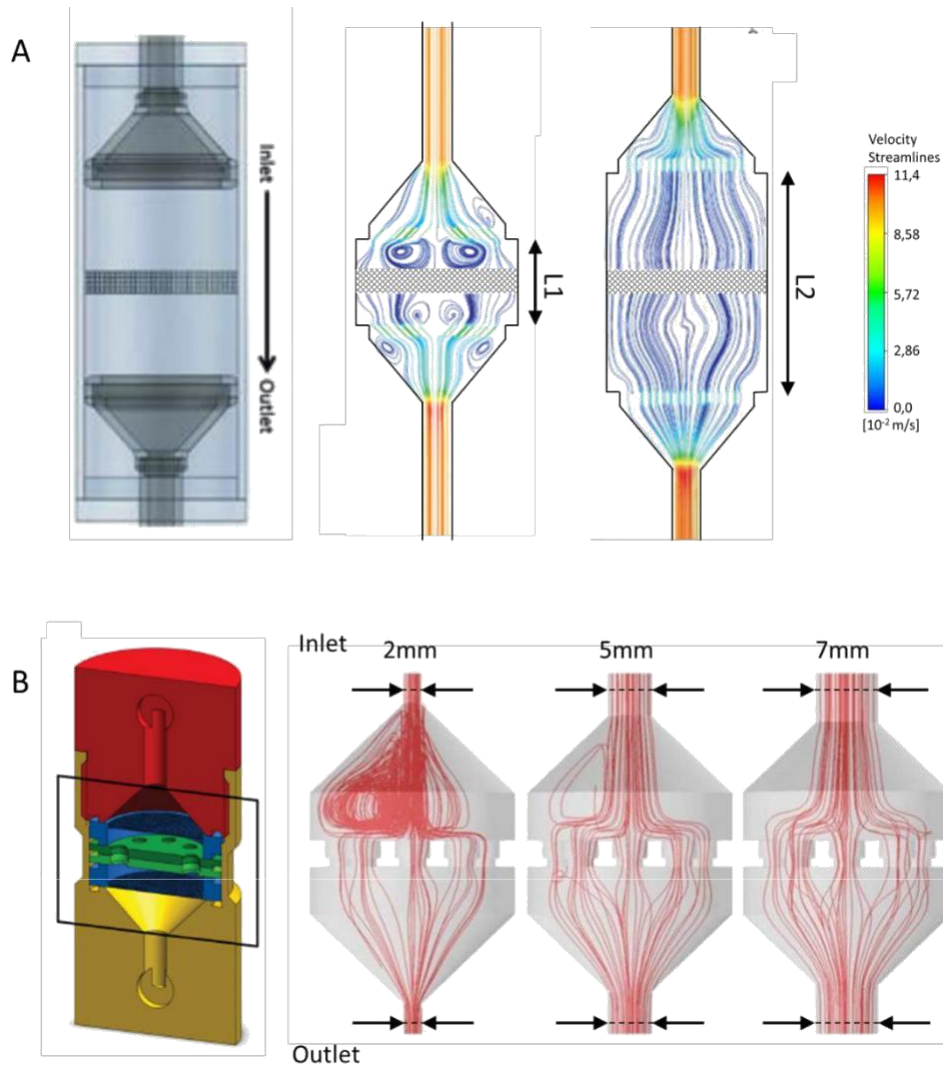 A
Inlet
Outlet
L1
L2
Velocity
Streamlines
11,4
8,58
5,72
2,86
0,0
[10⁻² m/s]
B
Inlet
2mm
5mm
7mm
Outlet